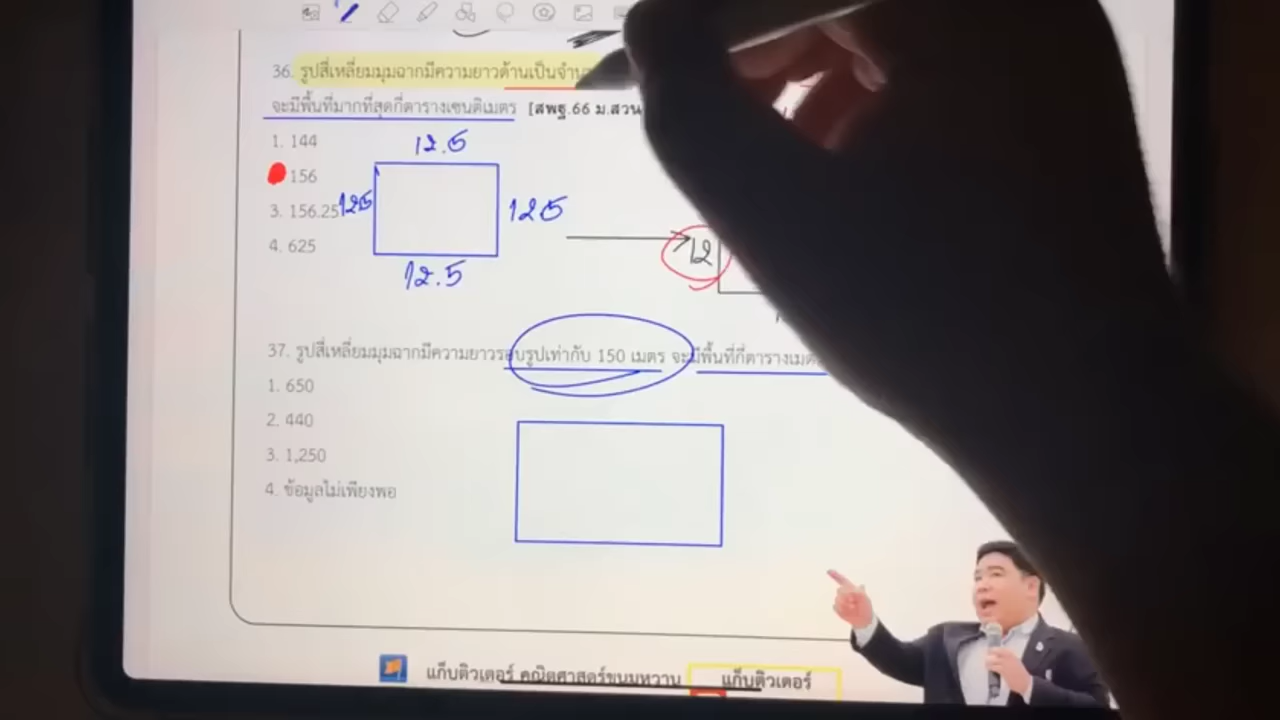 36. รูปสี่เหลี่ยมมุมฉากมีความยาวด้านเป็น
จะมีพื้นที่มากที่สุดกี่ตารางเซนติเมตร [สพฐ.66 ม.สวน
1. 144
12.5
156
3. 156.25
125
125
12
4. 625
12.5
37. รูปสี่เหลี่ยมมุมฉากมีความยาวรอบรูปเท่ากับ 150 เมตร จะมีพื้นที่กี่ตารางเมตร
1. 650
2. 440
3. 1,250
4. ข้อมูลไม่เพียงพอ
แก็บติวเตอร์ คณิตศาสตร์ขนมหวาน แก็บติวเตอร์